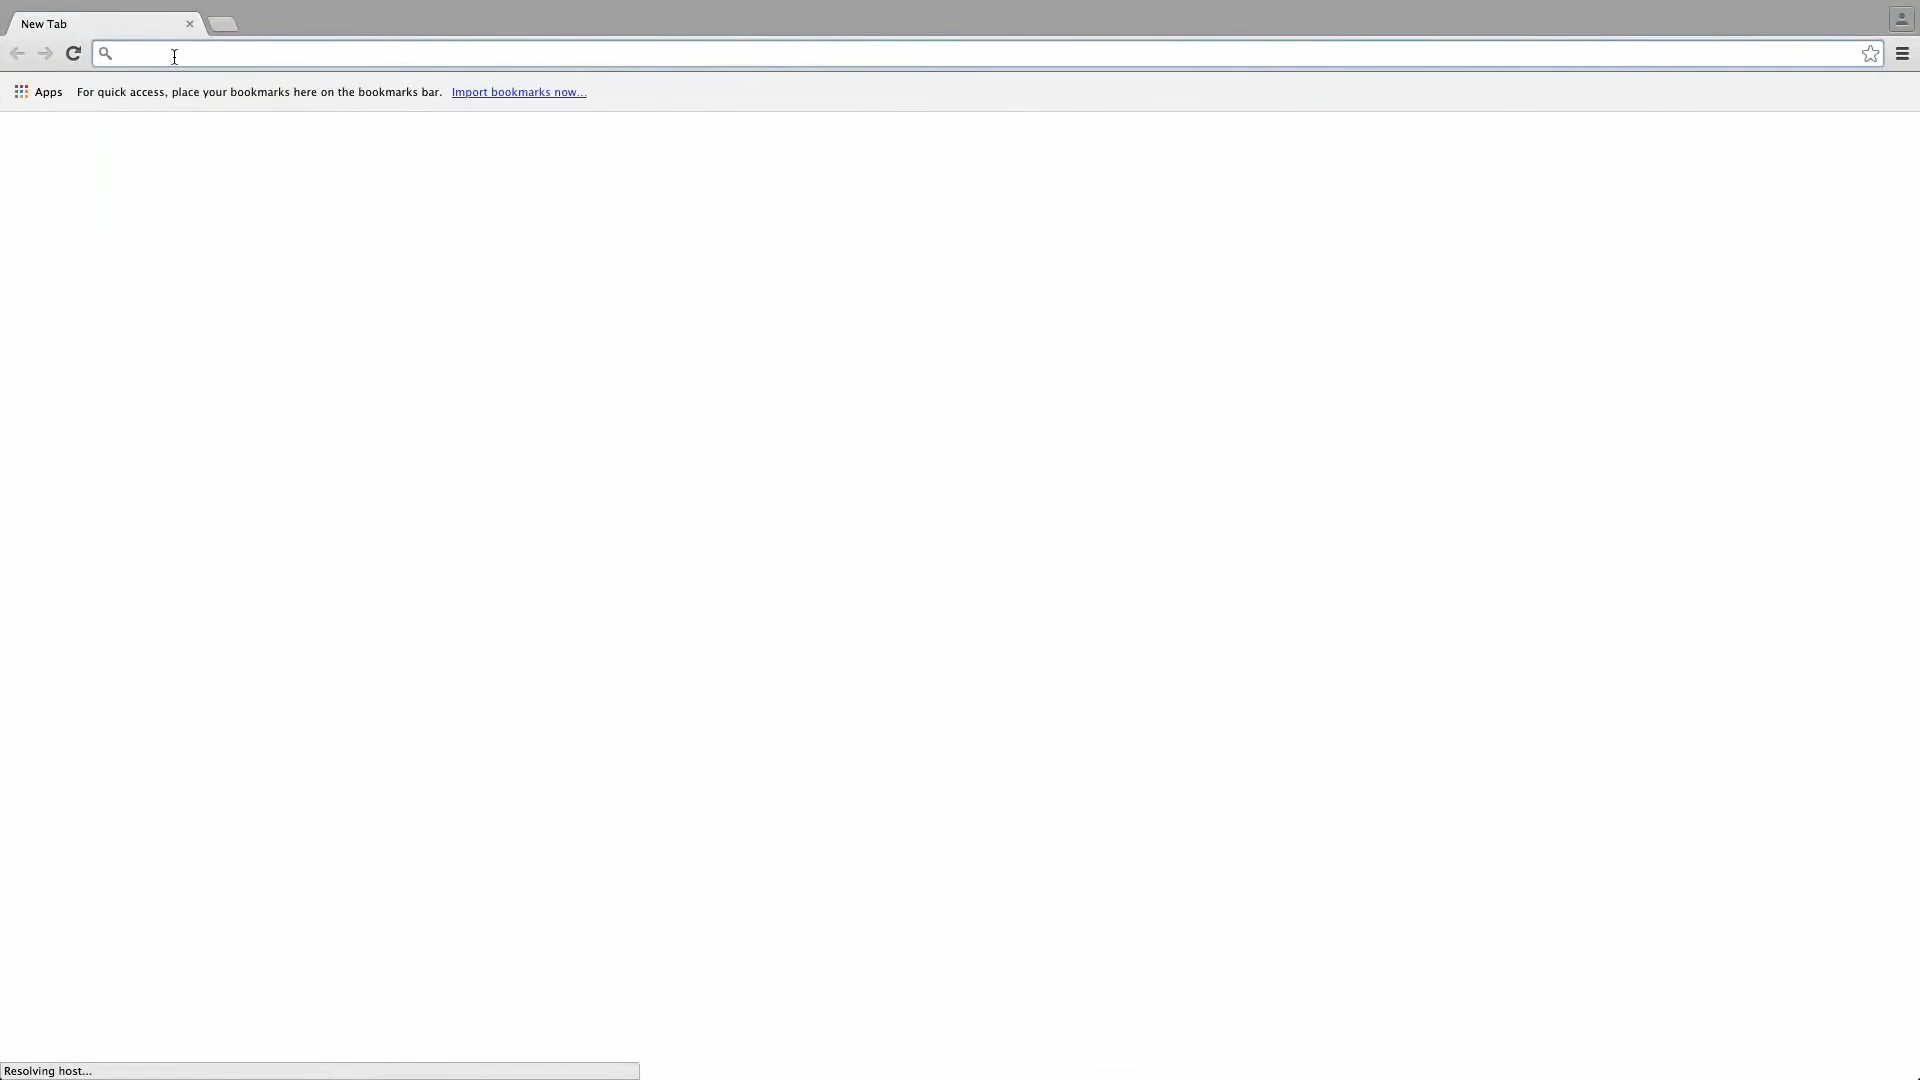 New Tab
Apps For quick access, place your bookmarks here on the bookmarks bar. Import bookmarks now...
Resolving host...